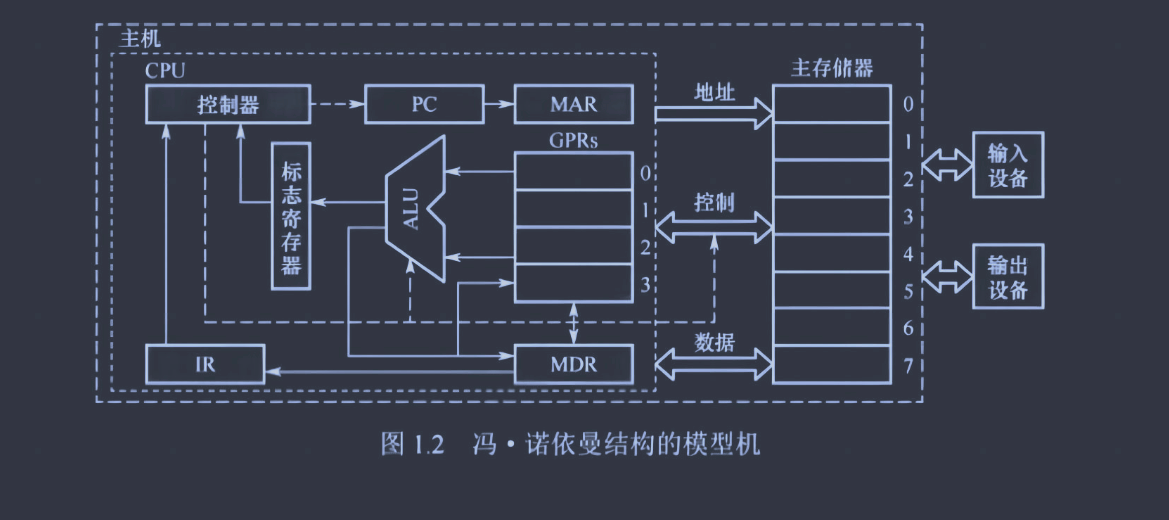 主机
CPU
控制器
PC
MAR
地址
主存储器
0
1
2
3
4
5
6
7
GPRs
0
1
2
3
标志寄存器
ALU
控制
输入
设备
输出
设备
IR
MDR
数据
图 1.2 冯·诺依曼结构的模型机